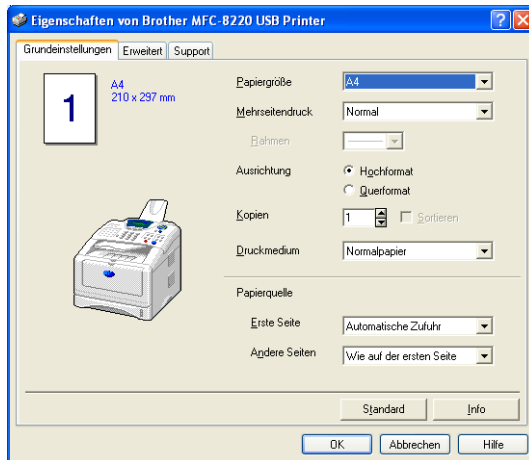 Eigenschaften von Brother MFC-8220 USB Printer
Grundeinstellungen Erweitert Support
1
A4
210 x 297 mm
Papiergröße A4
Mehrseitendruck Normal
Rahmen
Ausrichtung Hochformat
Querformat
Kopien 1 Sortieren
Druckmedium Normalpapier
Papierquelle
Erste Seite Automatische Zufuhr
Andere Seiten Wie auf der ersten Seite
Standard Info
OK Abbrechen Hilfe